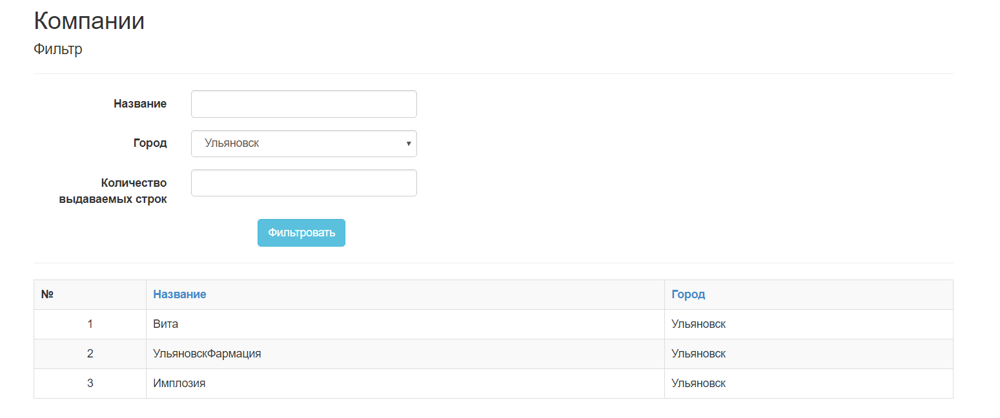 Компании
Фильтр
Название
Город Ульяновск
Количество
выдаваемых строк
Фильтровать
№ Название Город
1 Вита Ульяновск
2 УльяновскФармация Ульяновск
3 Имплозия Ульяновск